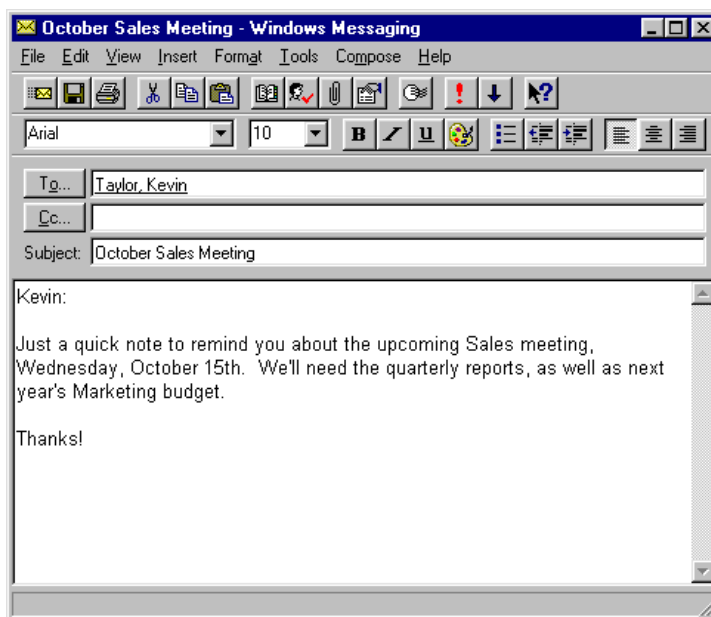 October Sales Meeting - Windows Messaging
File Edit View Insert Format Tools Compose Help
Arial 10 B I U
To... Taylor, Kevin
Cc...
Subject: October Sales Meeting
Kevin:
Just a quick note to remind you about the upcoming Sales meeting,
Wednesday, October 15th.  We'll need the quarterly reports, as well as next
year's Marketing budget.
Thanks!